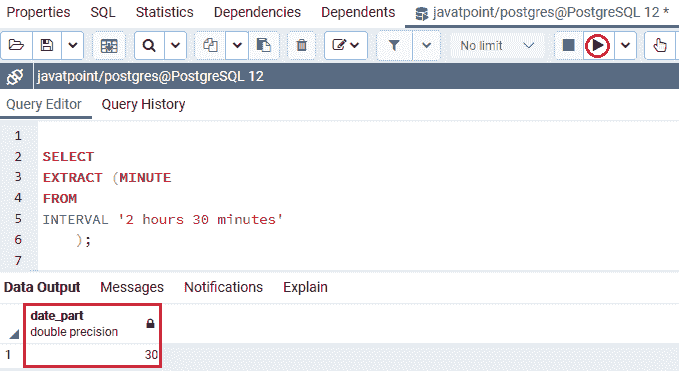 Properties SQL Statistics Dependencies Dependents javatpoint/postgres@PostgreSQL 12 *
No limit
javatpoint/postgres@PostgreSQL 12
Query Editor Query History
1
2 SELECT
3 EXTRACT (MINUTE
4 FROM
5 INTERVAL '2 hours 30 minutes'
6 );
7
Data Output Messages Notifications Explain
date_part
double precision
1 30